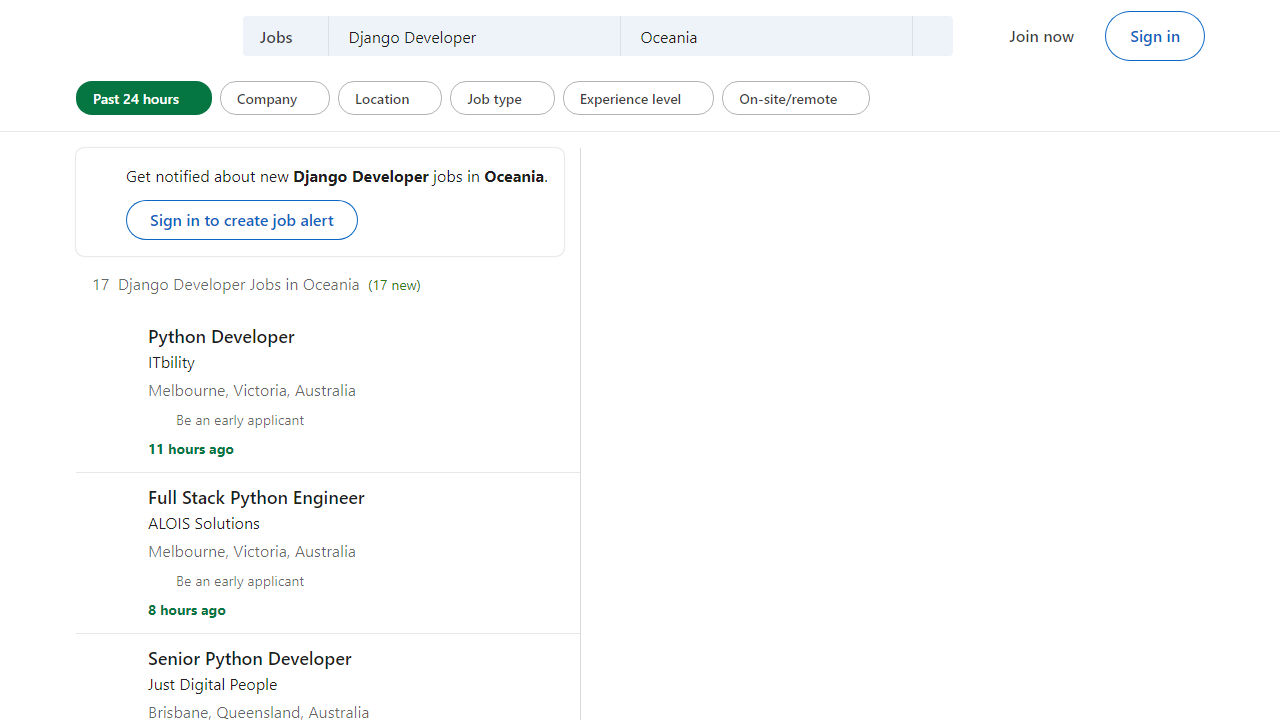 Jobs Django Developer Oceania Join now Sign in
Past 24 hours Company Location Job type Experience level On-site/remote
Get notified about new Django Developer jobs in Oceania.
Sign in to create job alert
17 Django Developer Jobs in Oceania (17 new)
Python Developer
ITbility
Melbourne, Victoria, Australia
Be an early applicant
11 hours ago
Full Stack Python Engineer
ALOIS Solutions
Melbourne, Victoria, Australia
Be an early applicant
8 hours ago
Senior Python Developer
Just Digital People
Brisbane, Queensland, Australia